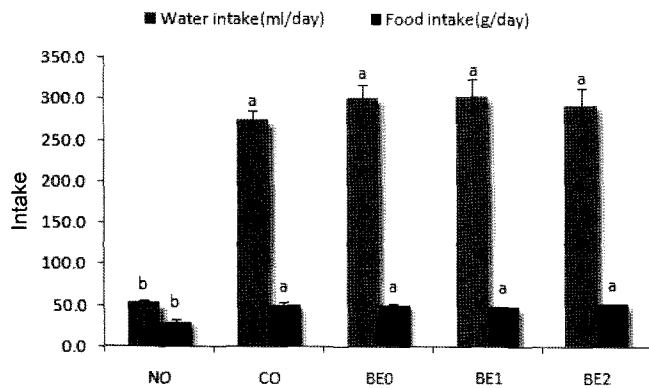 Water intake(ml/day) Food intake(g/day)
350.0
300.0
250.0
200.0
150.0
100.0
50.0
0.0
Intake
b b a a a a a a a a
NO CO BE0 BE1 BE2